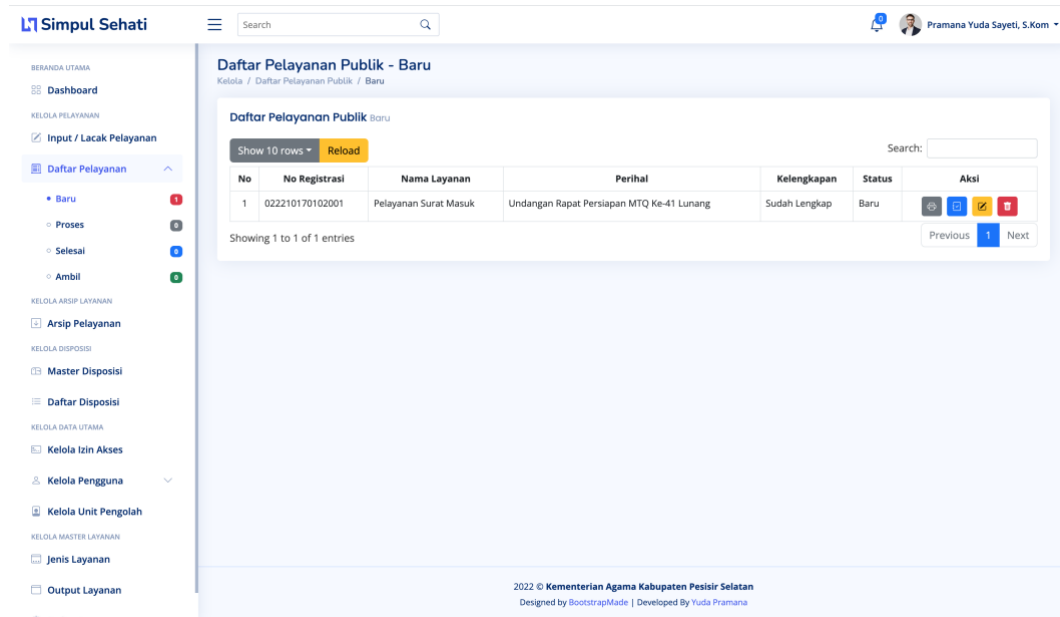 Simpul Sehati
Search
0
Pramana Yuda Sayeti, S.Kom
BERANDA UTAMA
Dashboard
KELOLA PELAYANAN
Input / Lacak Pelayanan
Daftar Pelayanan
Baru 1
Proses 0
Selesai 0
Ambil 0
KELOLA ARSIP LAYANAN
Arsip Pelayanan
KELOLA DISPOSISI
Master Disposisi
Daftar Disposisi
KELOLA DATA UTAMA
Kelola Izin Akses
Kelola Pengguna
Kelola Unit Pengolah
KELOLA MASTER LAYANAN
Jenis Layanan
Output Layanan
Daftar Pelayanan Publik - Baru
Kelola / Daftar Pelayanan Publik / Baru
Daftar Pelayanan Publik Baru
Show 10 rows Reload Search:
No No Registrasi Nama Layanan Perihal Kelengkapan Status Aksi
1 022210170102001 Pelayanan Surat Masuk Undangan Rapat Persiapan MTQ Ke-41 Lunang Sudah Lengkap Baru
Showing 1 to 1 of 1 entries
Previous 1 Next
2022 © Kementerian Agama Kabupaten Pesisir Selatan
Designed by BootstrapMade | Developed By Yuda Pramana